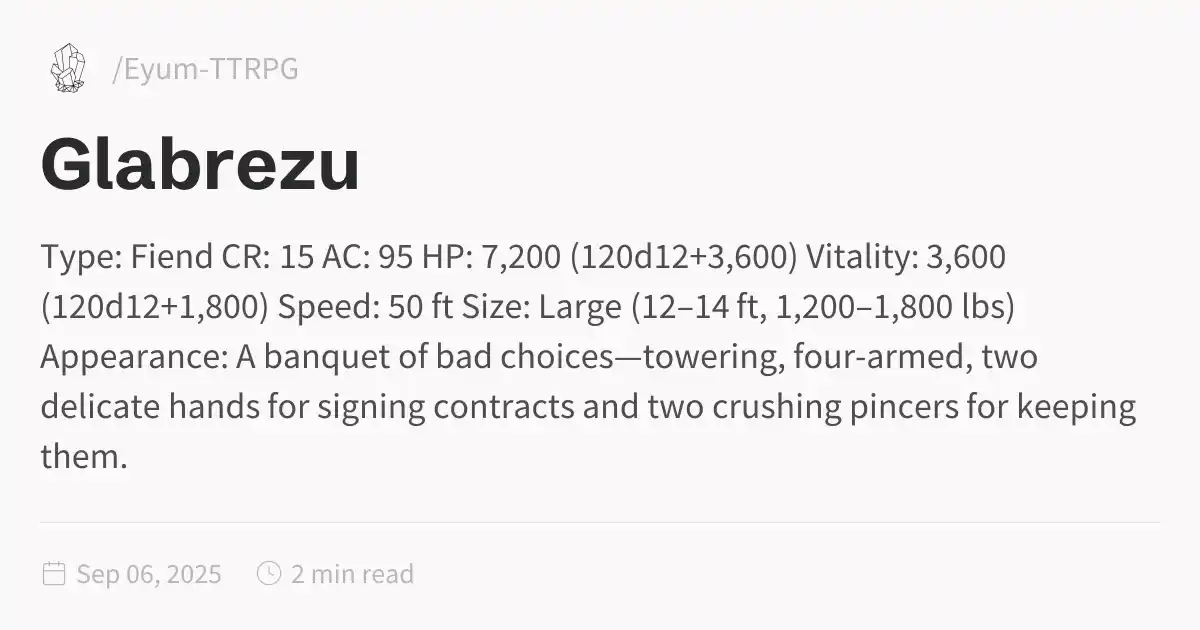 /Eyum-TTRPG
Glabrezu
Type: Fiend CR: 15 AC: 95 HP: 7,200 (120d12+3,600) Vitality: 3,600
(120d12+1,800) Speed: 50 ft Size: Large (12–14 ft, 1,200–1,800 lbs)
Appearance: A banquet of bad choices—towering, four-armed, two
delicate hands for signing contracts and two crushing pincers for keeping
them.
Sep 06, 2025 2 min read